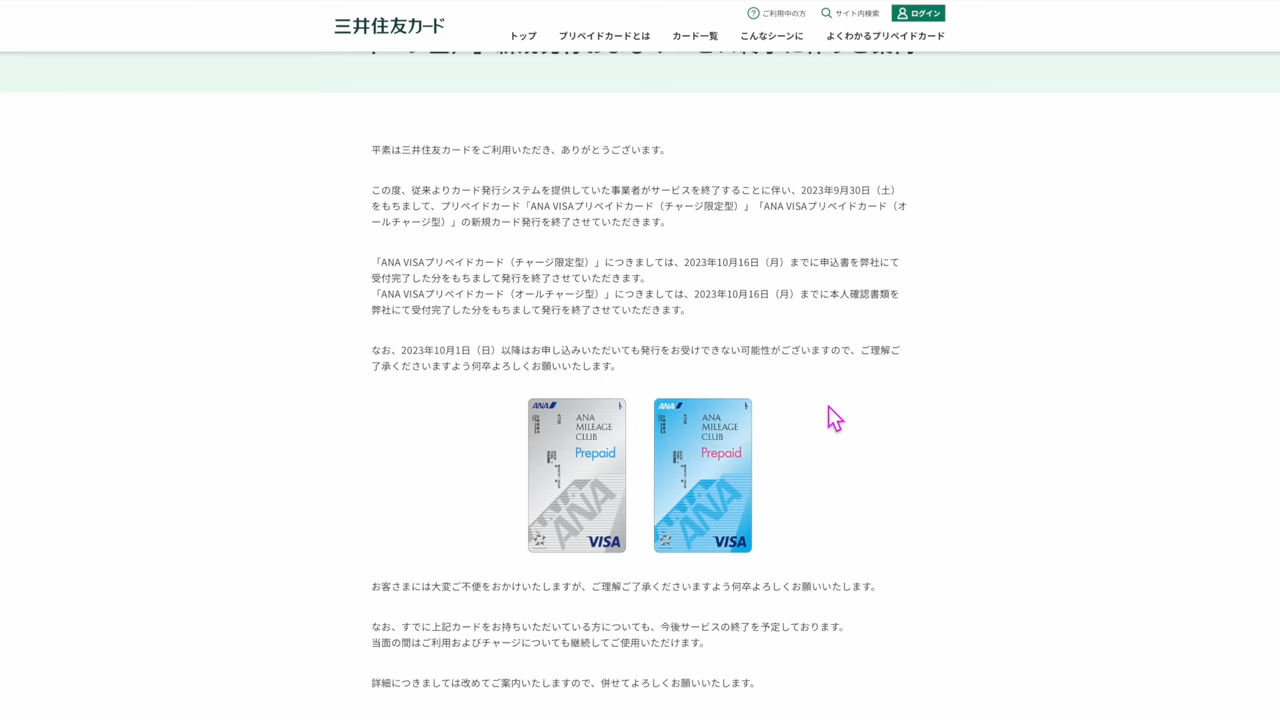 三井住友カード
ご利用中の方
サイト内検索
ログイン
トップ
プリペイドカードとは
カード一覧
こんなシーンに
よくわかるプリペイドカード
平素は三井住友カードをご利用いただき、ありがとうございます。
この度、従来よりカード発行システムを提供していた事業者がサービスを終了することに伴い、2023年9月30日（土）
をもちまして、プリペイドカード「ANA VISAプリペイドカード（チャージ限定型）」「ANA VISAプリペイドカード（オ
ールチャージ型）」の新規カード発行を終了させていただきます。
「ANA VISAプリペイドカード（チャージ限定型）」につきましては、2023年10月16日（月）までに申込書を弊社にて
受付完了した分をもちまして発行を終了させていただきます。
「ANA VISAプリペイドカード（オールチャージ型）」につきましては、2023年10月16日（月）までに本人確認書類を
弊社にて受付完了した分をもちまして発行を終了させていただきます。
なお、2023年10月1日（日）以降はお申し込みいただいても発行をお受けできない可能性がございますので、ご理解ご
了承くださいますよう何卒よろしくお願いいたします。
ANA
ANA
MILEAGE
CLUB
Prepaid
ANA
VISA
ANA
ANA
MILEAGE
CLUB
Prepaid
ANA
VISA
お客さまには大変ご不便をおかけいたしますが、ご理解ご了承くださいますよう何卒よろしくお願いいたします。
なお、すでに上記カードをお持ちいただいている方についても、今後サービスの終了を予定しております。
当面の間はご利用およびチャージについても継続してご使用いただけます。
詳細につきましては改めてご案内いたしますので、併せてよろしくお願いいたします。